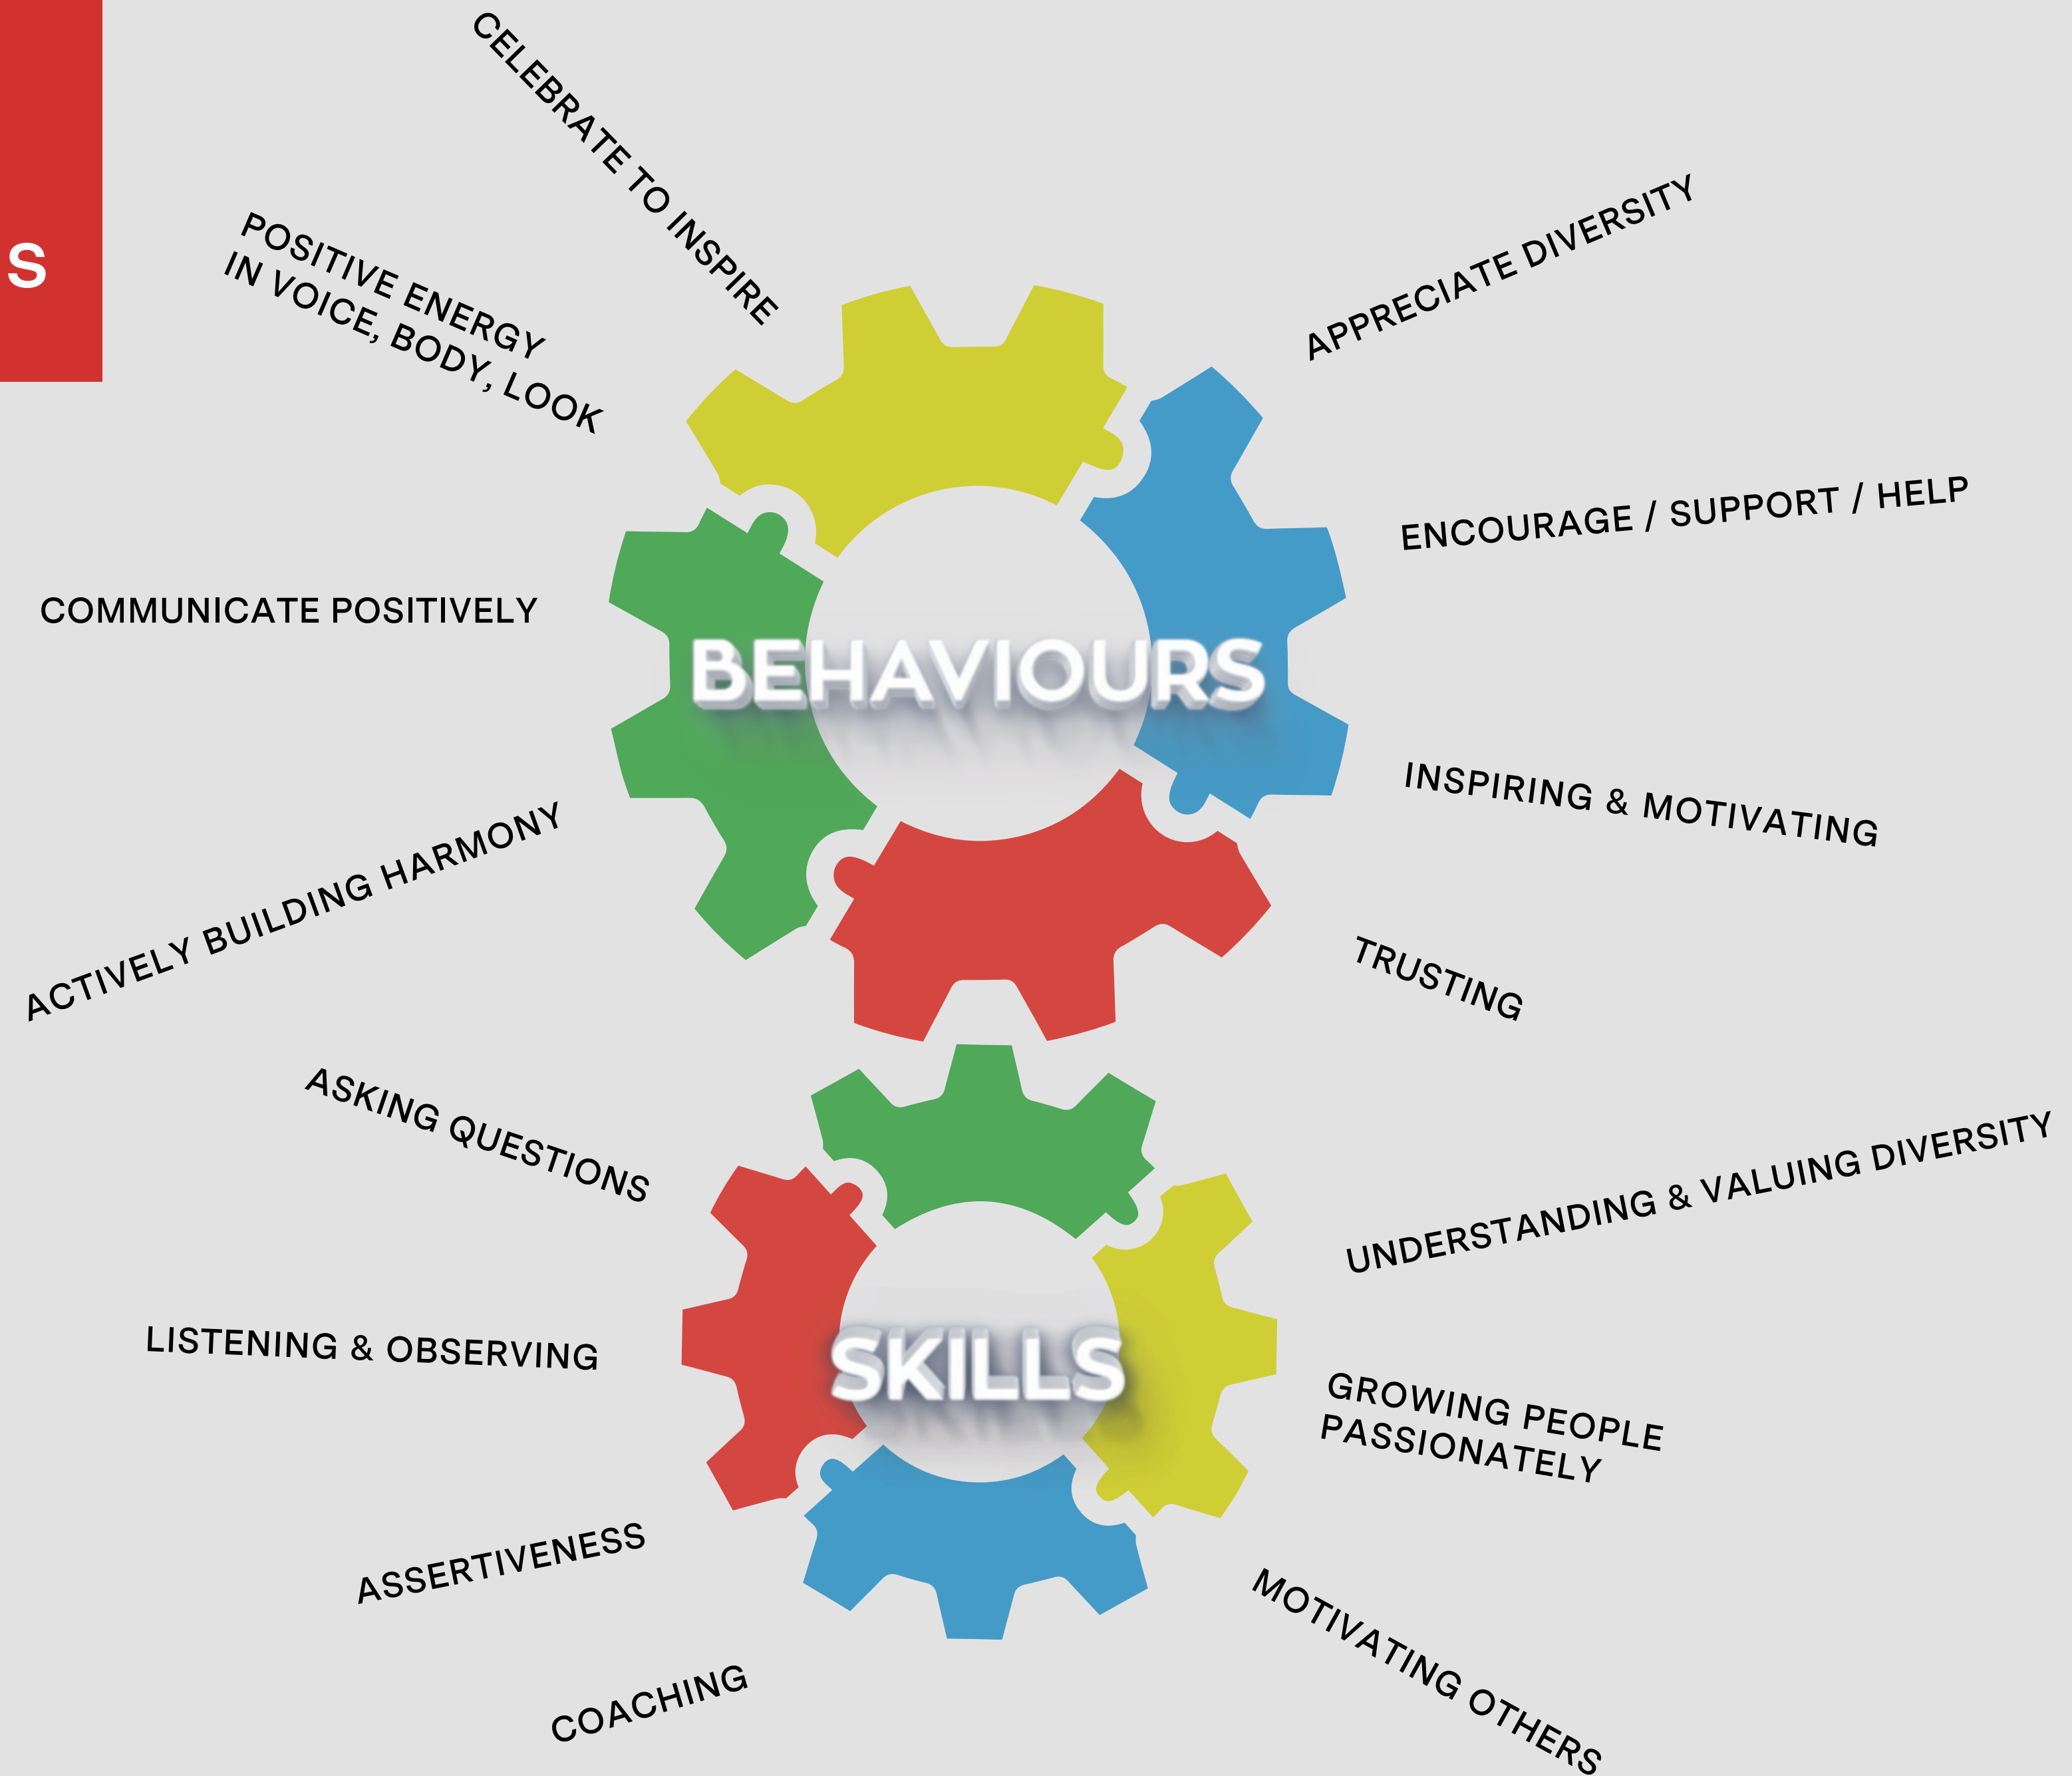 S
CELEBRATE TO INSPIRE
POSITIVE ENERGY
IN VOICE, BODY, LOOK
COMMUNICATE POSITIVELY
ACTIVELY BUILDING HARMONY
BEHAVIOURS
APPRECIATE DIVERSITY
ENCOURAGE / SUPPORT / HELP
INSPIRING & MOTIVATING
TRUSTING
ASKING QUESTIONS
LISTENING & OBSERVING
ASSERTIVENESS
COACHING
SKILLS
UNDERSTANDING & VALUING DIVERSITY
GROWING PEOPLE
PASSIONATELY
MOTIVATING OTHERS